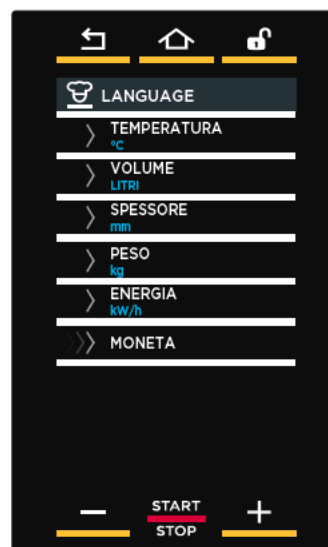 LANGUAGE
TEMPERATURA
°C
VOLUME
LITRI
SPESSORE
mm
PESO
kg
ENERGIA
kW/h
MONETA
− START +
STOP